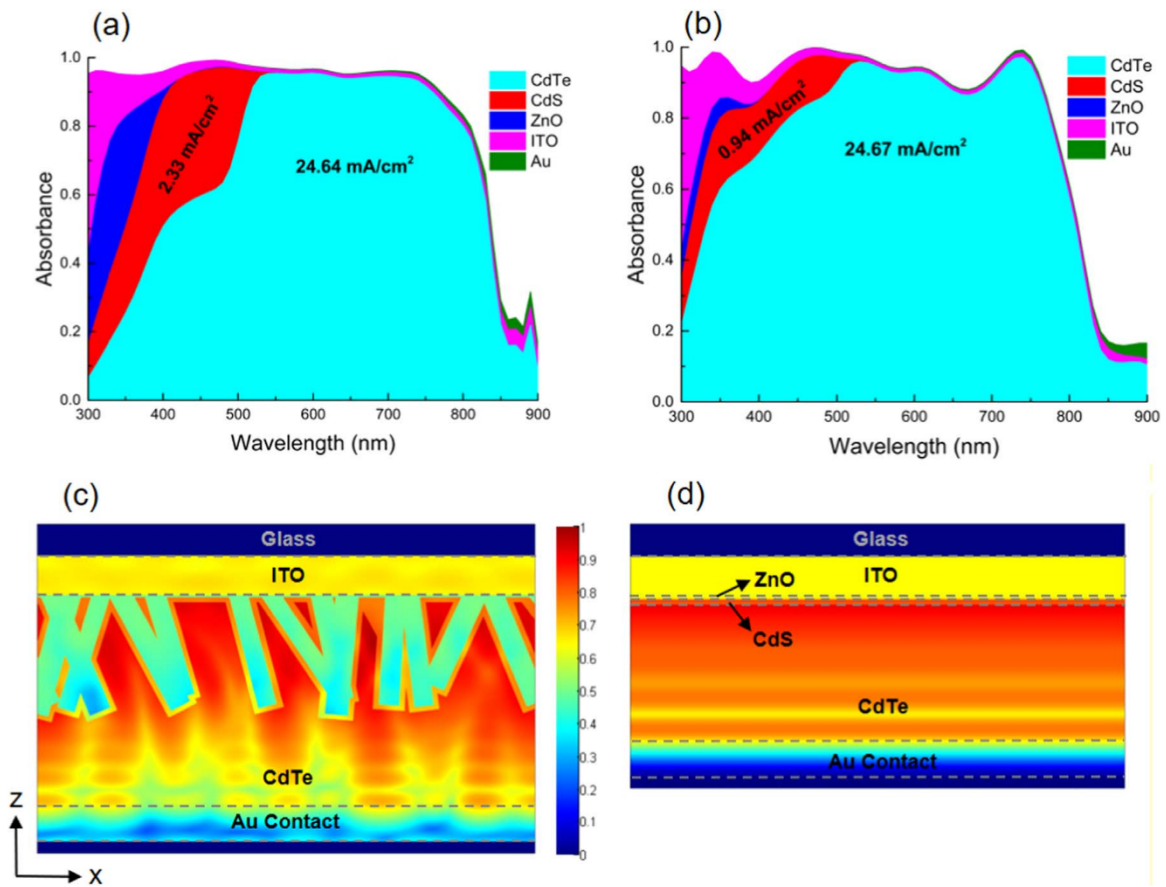 (a)
1.0
0.8
0.6
0.4
0.2
0.0
Absorbance
300 400 500 600 700 800 900
Wavelength (nm)
CdTe
CdS
ZnO
ITO
Au
2.33 mA/cm²
24.64 mA/cm²
(b)
1.0
0.8
0.6
0.4
0.2
0.0
Absorbance
300 400 500 600 700 800 900
Wavelength (nm)
CdTe
CdS
ZnO
ITO
Au
0.94 mA/cm²
24.67 mA/cm²
(c)
Glass
ITO
CdTe
Au Contact
Z
X
1
0.9
0.8
0.7
0.6
0.5
0.4
0.3
0.2
0.1
0
(d)
Glass
ZnO
ITO
CdS
CdTe
Au Contact